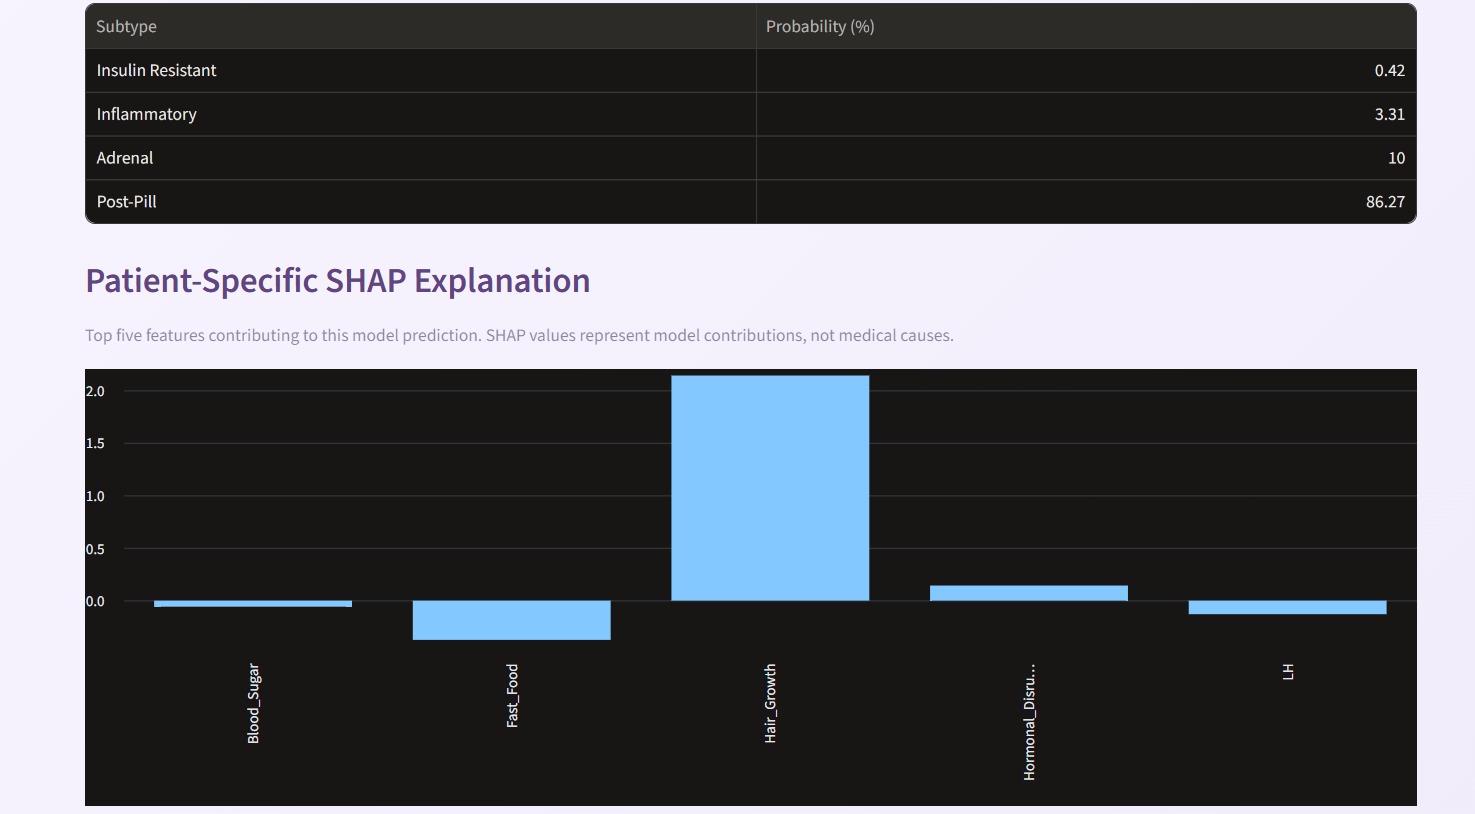 Subtype Probability (%)
Insulin Resistant 0.42
Inflammatory 3.31
Adrenal 10
Post-Pill 86.27
Patient-Specific SHAP Explanation
Top five features contributing to this model prediction. SHAP values represent model contributions, not medical causes.
2.0
1.5
1.0
0.5
0.0
Blood_Sugar
Fast_Food
Hair_Growth
Hormonal_Disru…
LH